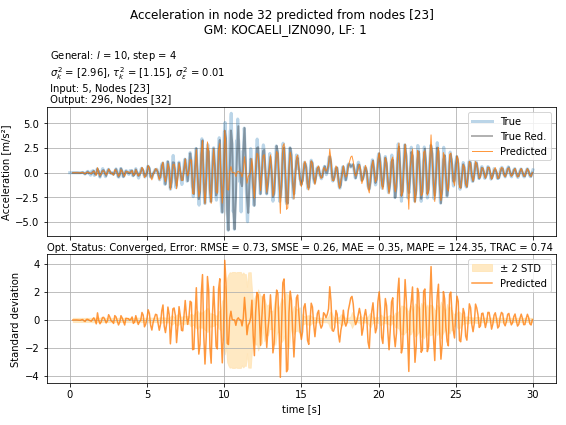 Acceleration in node 32 predicted from nodes [23]
GM: KOCAELI_IZN090, LF: 1
General: l = 10, step = 4
σ²ₖ = [2.96], τ²ₖ = [1.15], σ²ε = 0.01
Input: 5, Nodes [23]
Output: 296, Nodes [32]
True
True Red.
Predicted
5.0
2.5
0.0
−2.5
−5.0
Acceleration [m/s²]
Opt. Status: Converged, Error: RMSE = 0.73, SMSE = 0.26, MAE = 0.35, MAPE = 124.35, TRAC = 0.74
± 2 STD
Predicted
4
2
0
−2
−4
Standard deviation
0 5 10 15 20 25 30
time [s]